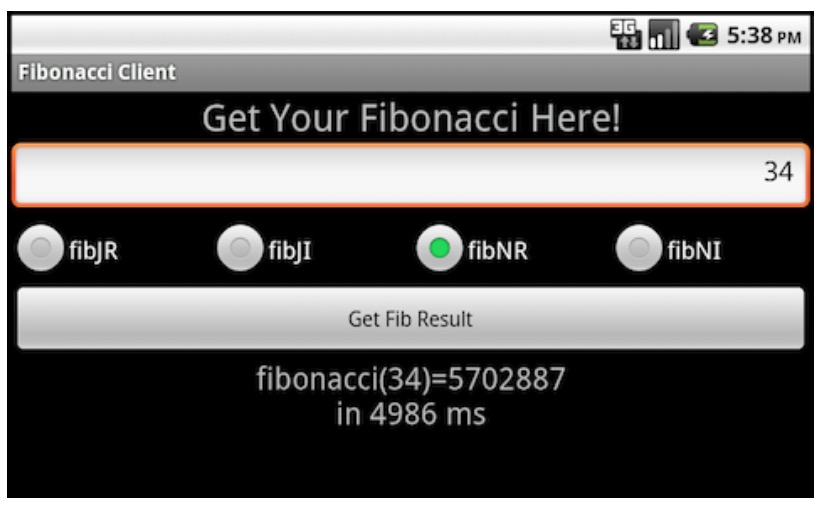 3G 5:38 PM
Fibonacci Client
Get Your Fibonacci Here!
34
fibJR fibJI fibNR fibNI
Get Fib Result
fibonacci(34)=5702887
in 4986 ms